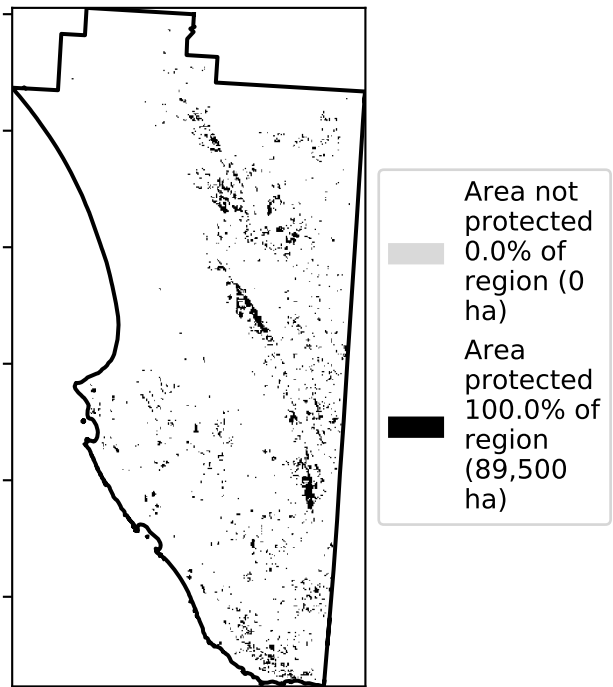 Area not
protected
0.0% of
region (0
ha)
Area
protected
100.0% of
region
(89,500
ha)